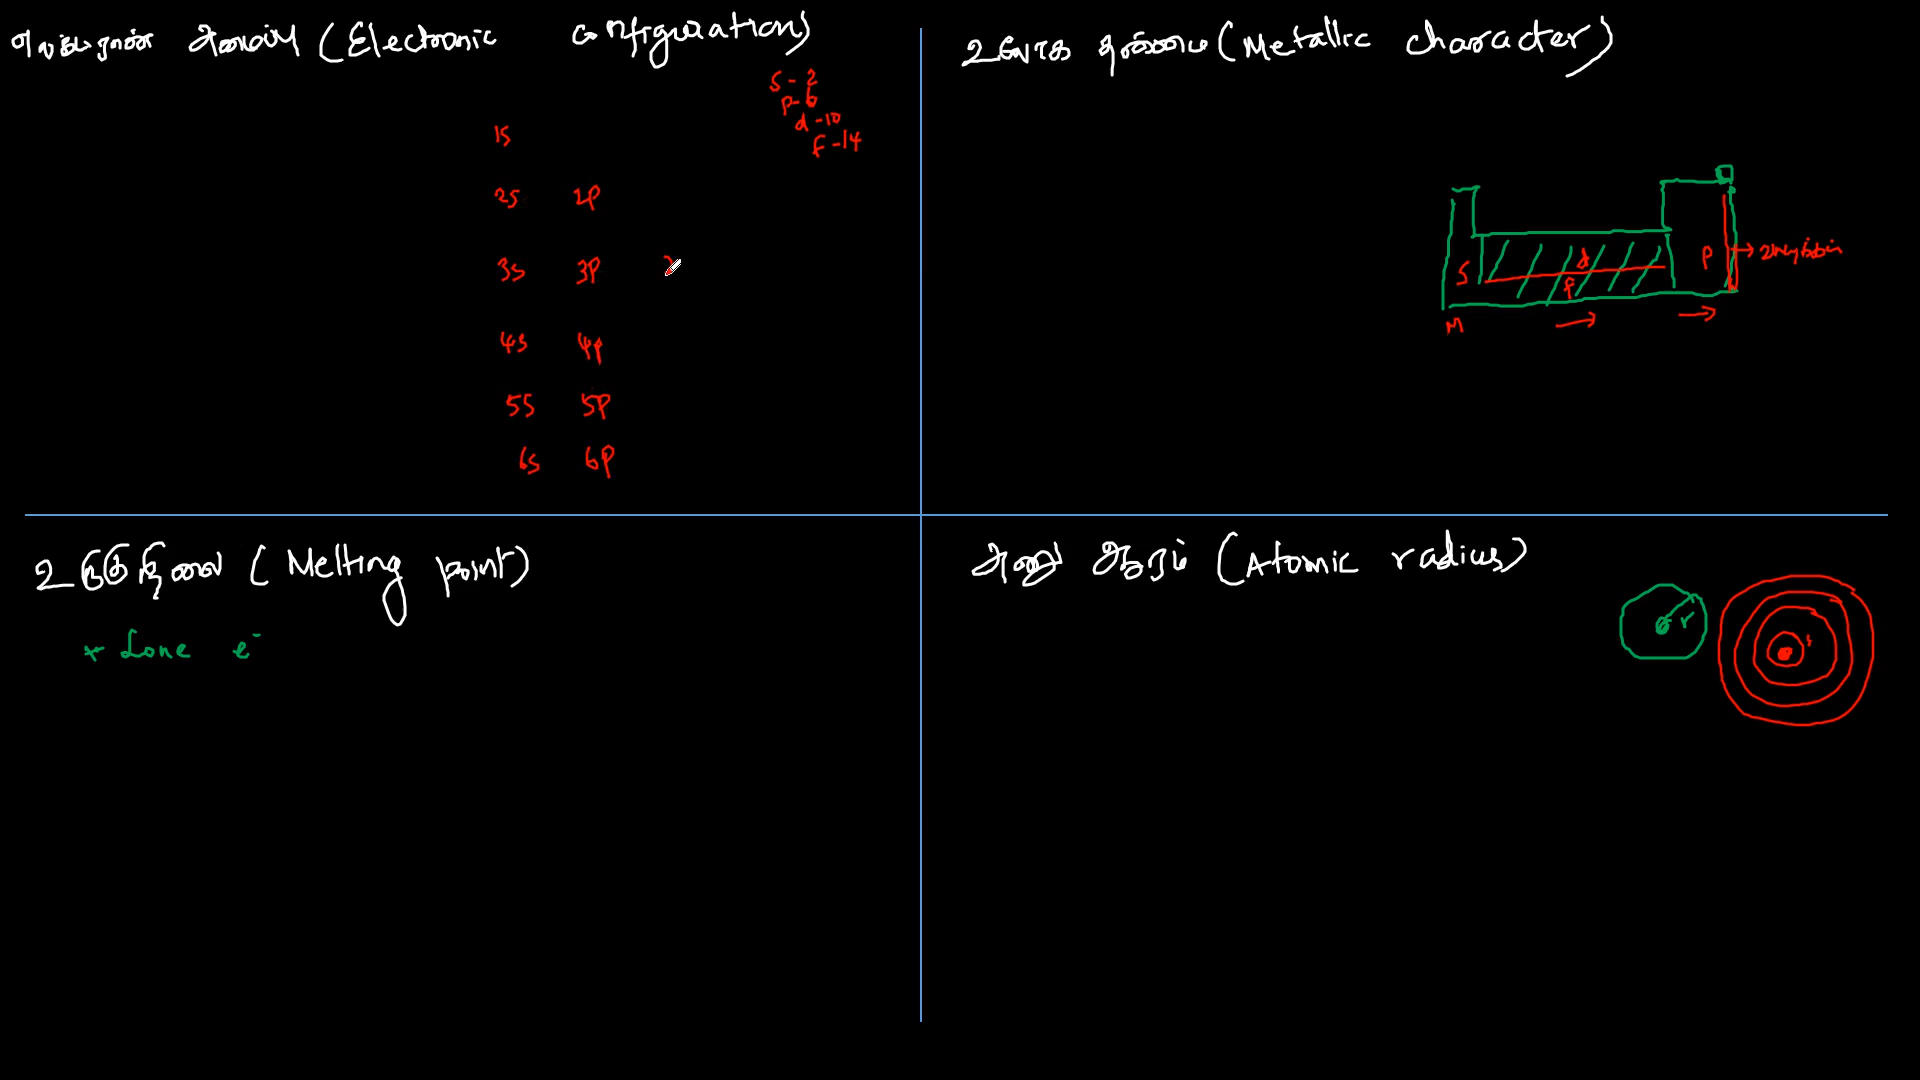 எலக்ட்ரான் அமைப்பு (Electronic configuration)
S - 2
P - 6
d - 10
f - 14
1S
2S 2P
3S 3P
4S 4P
5S 5P
6S 6P
உலோக தன்மை (Metallic character)
S d P
f
M
உருகுநிலை (Melting point)
* Lone e⁻
அணு ஆரம் (Atomic radius)
r